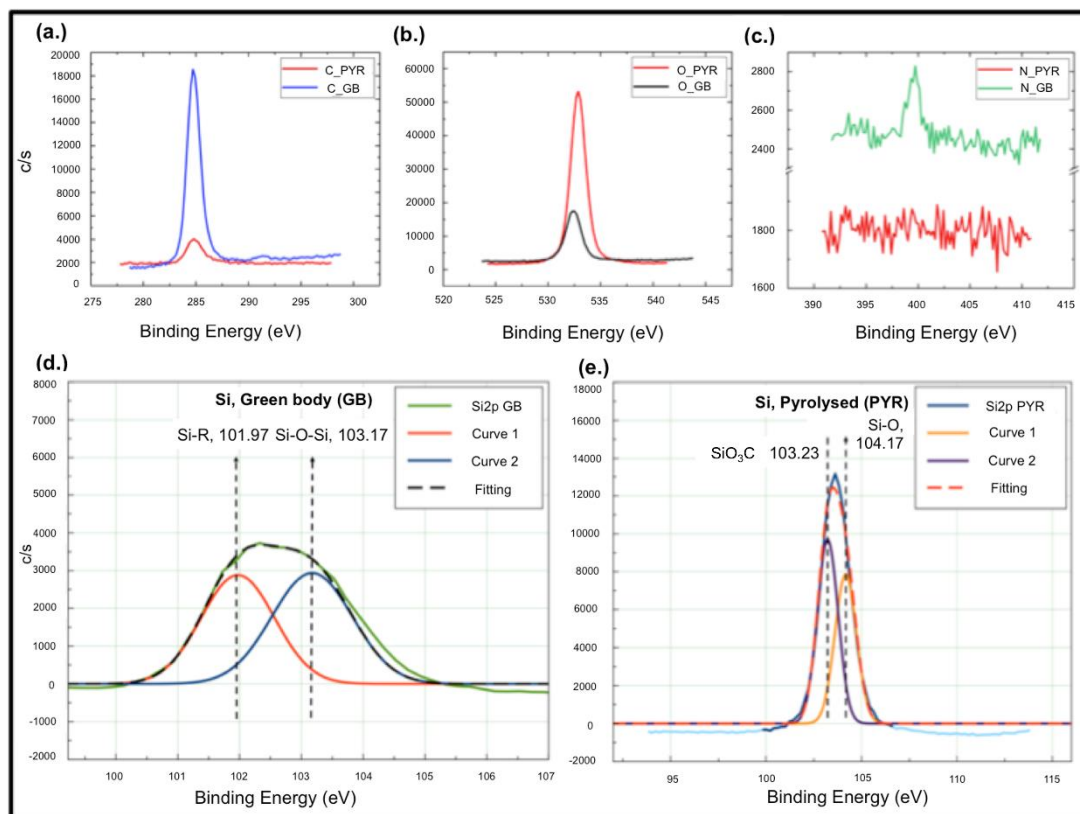 (a.)
20000
18000
16000
14000
12000
10000
8000
6000
4000
2000
0
c/s
C_PYR
C_GB
275 280 285 290 295 300
Binding Energy (eV)
(b.)
60000
50000
40000
30000
20000
10000
0
O_PYR
O_GB
520 525 530 535 540 545
Binding Energy (eV)
(c.)
2800
2600
2400
1800
1600
N_PYR
N_GB
390 395 400 405 410 415
Binding Energy (eV)
(d.)
8000
7000
6000
5000
4000
3000
2000
1000
0
-1000
-2000
c/s
Si, Green body (GB)
Si-R, 101.97 Si-O-Si, 103.17
Si2p GB
Curve 1
Curve 2
Fitting
100 101 102 103 104 105 106 107
Binding Energy (eV)
(e.)
18000
16000
14000
12000
10000
8000
6000
4000
2000
0
-2000
Si, Pyrolysed (PYR)
Si-O,
104.17
SiO₃C 103.23
Si2p PYR
Curve 1
Curve 2
Fitting
95 100 105 110 115
Binding Energy (eV)